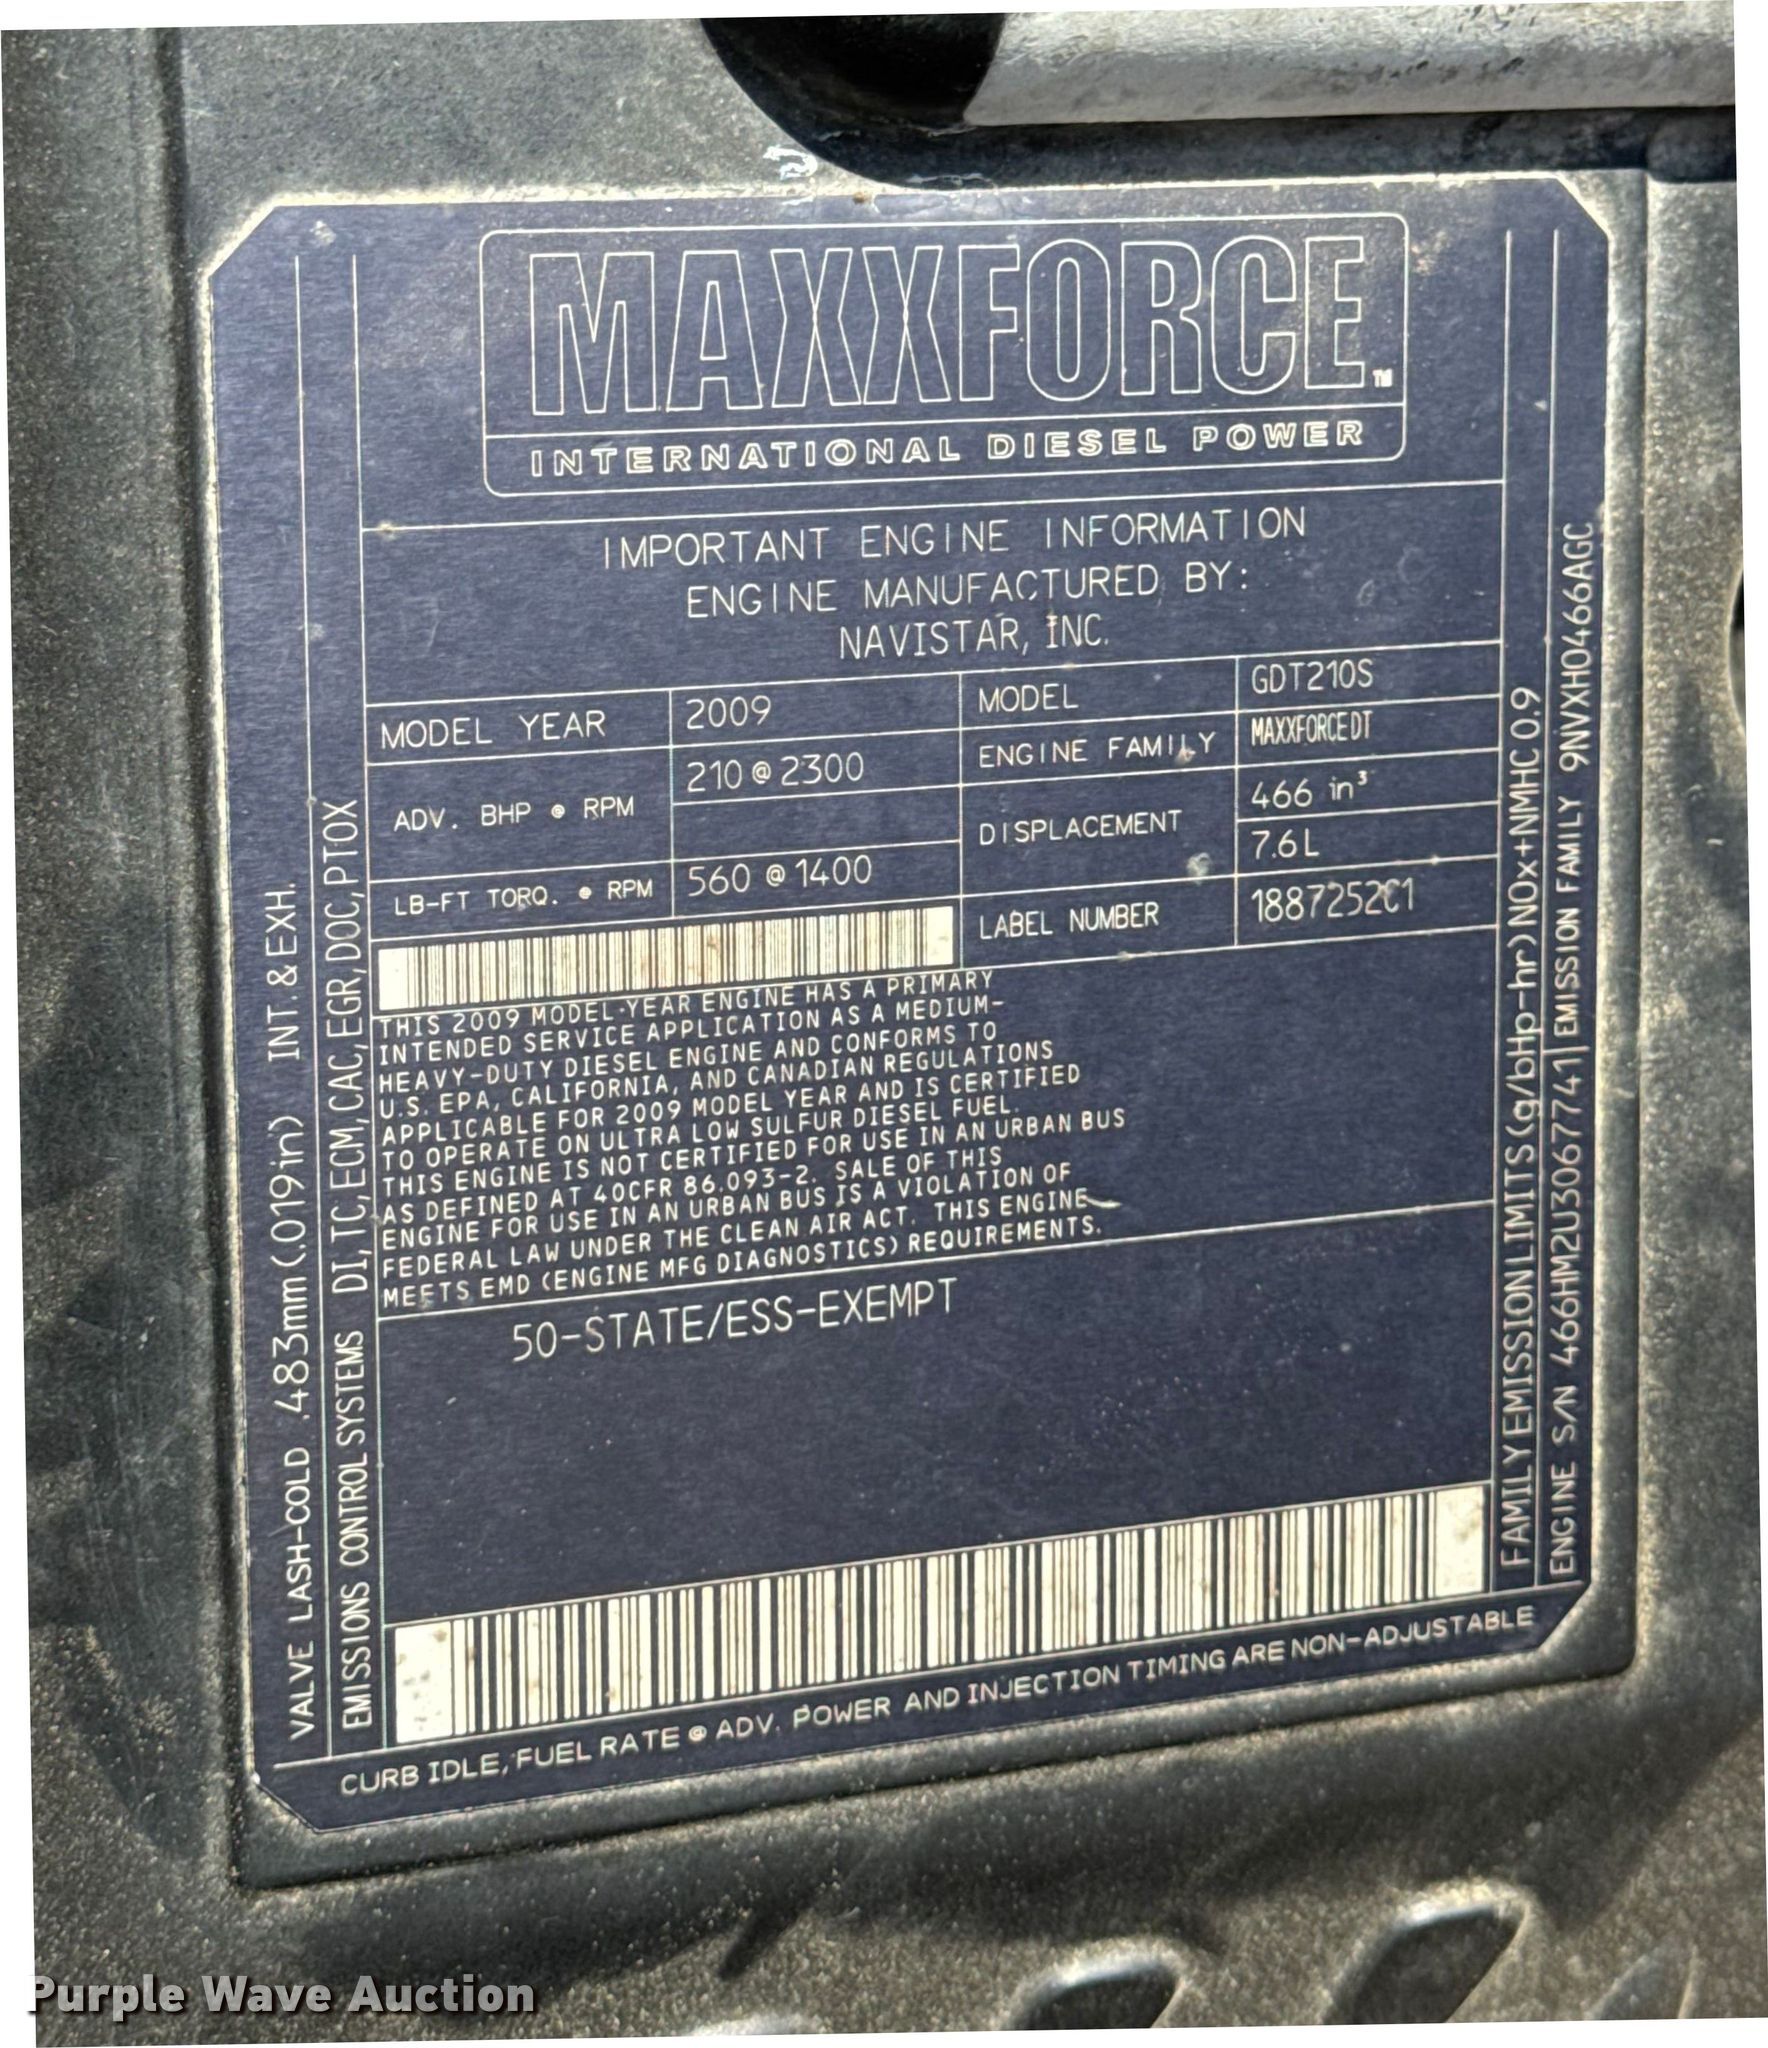 MAXXFORCE™
INTERNATIONAL DIESEL POWER
IMPORTANT ENGINE INFORMATION
ENGINE MANUFACTURED BY:
NAVISTAR, INC.
MODEL YEAR 2009
ADV. BHP @ RPM 210 @ 2300
LB-FT TORQ. @ RPM 560 @ 1400
MODEL GDT210S
ENGINE FAMILY MAXXFORCE DT
DISPLACEMENT 466 in³
7.6L
LABEL NUMBER 1887252C1
THIS 2009 MODEL-YEAR ENGINE HAS A PRIMARY
INTENDED SERVICE APPLICATION AS A MEDIUM-
HEAVY-DUTY DIESEL ENGINE AND CONFORMS TO
U.S. EPA, CALIFORNIA, AND CANADIAN REGULATIONS
APPLICABLE FOR 2009 MODEL YEAR AND IS CERTIFIED
TO OPERATE ON ULTRA LOW SULFUR DIESEL FUEL.
THIS ENGINE IS NOT CERTIFIED FOR USE IN AN URBAN BUS
AS DEFINED AT 40CFR 86.093-2. SALE OF THIS
ENGINE FOR USE IN AN URBAN BUS IS A VIOLATION OF
FEDERAL LAW UNDER THE CLEAN AIR ACT. THIS ENGINE
MEETS EMD (ENGINE MFG DIAGNOSTICS) REQUIREMENTS.
50-STATE/ESS-EXEMPT
CURB IDLE, FUEL RATE @ ADV. POWER AND INJECTION TIMING ARE NON-ADJUSTABLE
VALVE LASH-COLD .483mm (.019in) INT. & EXH.
EMISSIONS CONTROL SYSTEMS DI, TC, ECM, CAC, EGR, DOC, PTOX
FAMILY EMISSION LIMITS (g/bHp-hr) NOx+NMHC 0.9
ENGINE S/N 466HM2U3067741 EMISSION FAMILY 9NVXH0466AGC
Purple Wave Auction